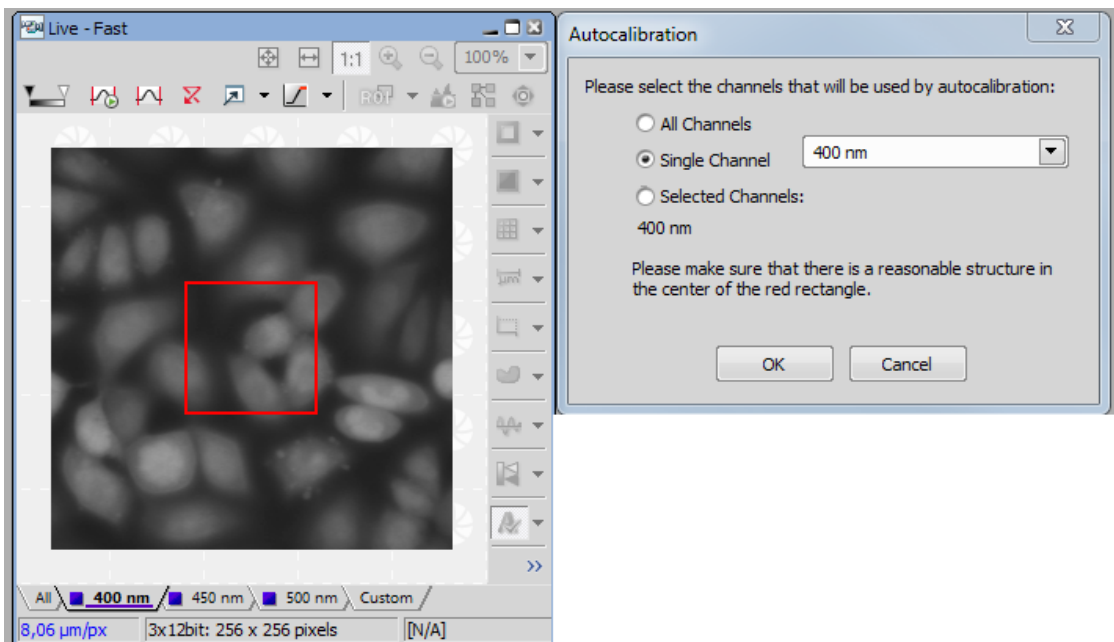 Live - Fast
1:1
100%
ROI
µm
All
400 nm
450 nm
500 nm
Custom
8,06 µm/px
3x12bit: 256 x 256 pixels
[N/A]
Autocalibration
Please select the channels that will be used by autocalibration:
All Channels
Single Channel
400 nm
Selected Channels:
400 nm
Please make sure that there is a reasonable structure in
the center of the red rectangle.
OK
Cancel